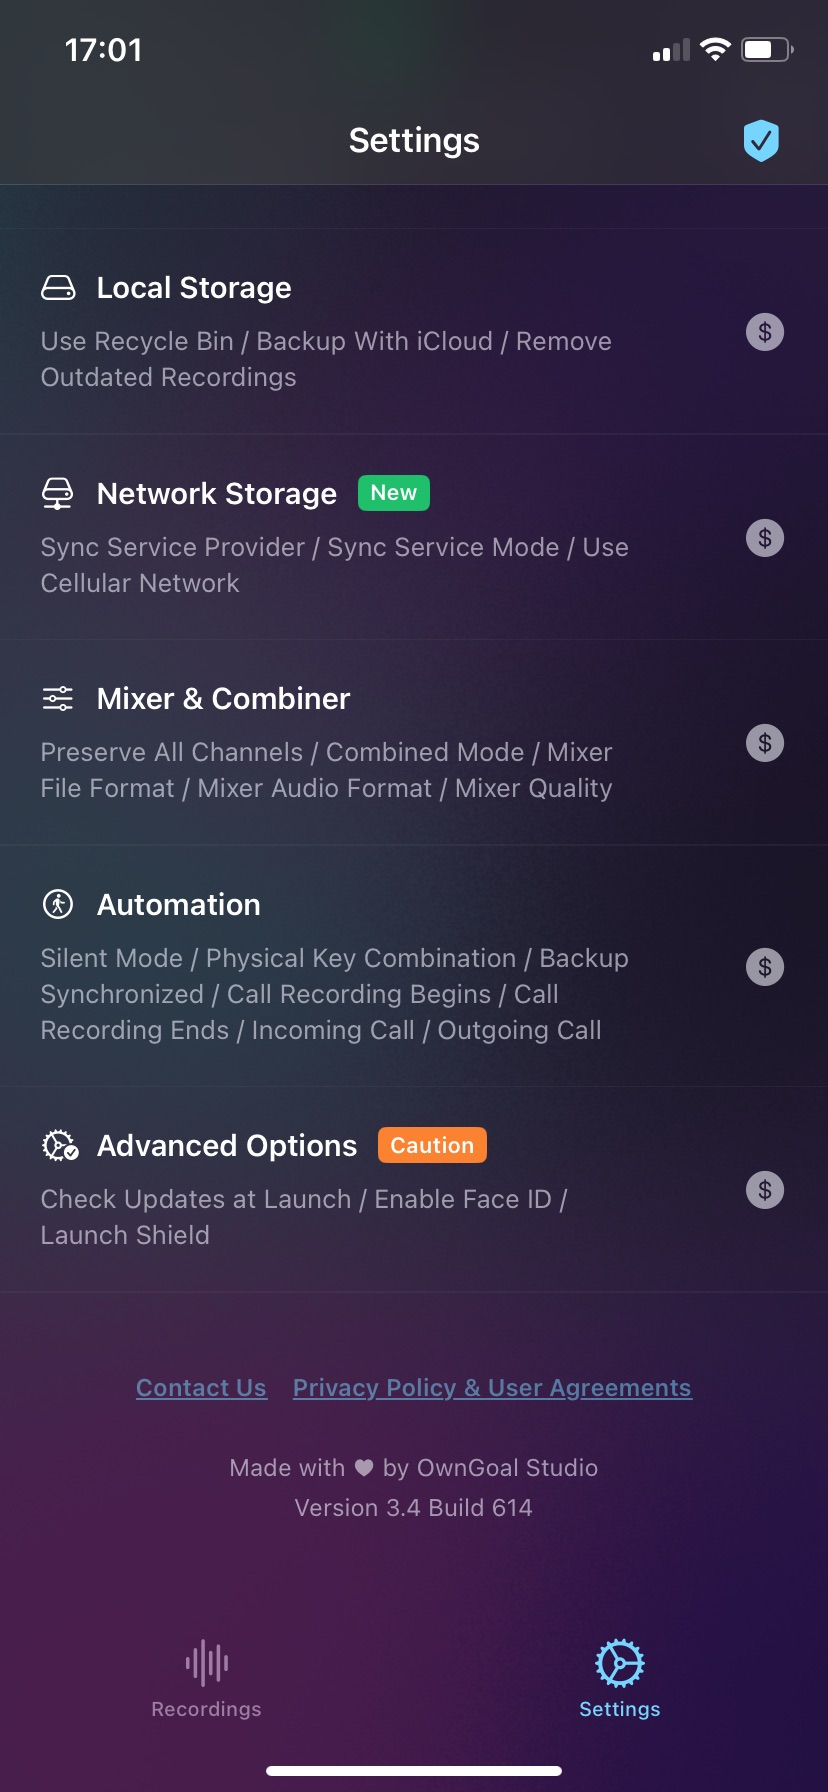 17:01
Settings
Local Storage
Use Recycle Bin / Backup With iCloud / Remove
Outdated Recordings
$
Network Storage New
Sync Service Provider / Sync Service Mode / Use
Cellular Network
$
Mixer & Combiner
Preserve All Channels / Combined Mode / Mixer
File Format / Mixer Audio Format / Mixer Quality
$
Automation
Silent Mode / Physical Key Combination / Backup
Synchronized / Call Recording Begins / Call
Recording Ends / Incoming Call / Outgoing Call
$
Advanced Options Caution
Check Updates at Launch / Enable Face ID /
Launch Shield
$
Contact Us Privacy Policy & User Agreements
Made with ♥ by OwnGoal Studio
Version 3.4 Build 614
Recordings Settings